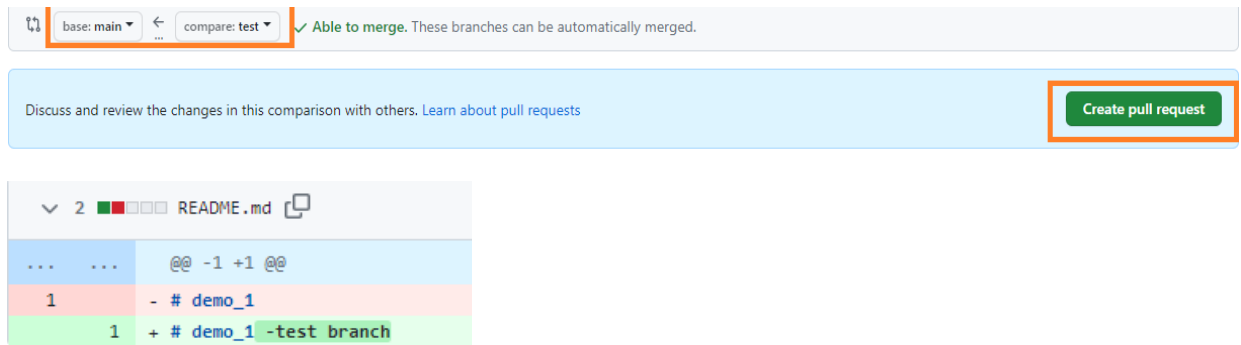 base: main ← compare: test ✓ Able to merge. These branches can be automatically merged.
Discuss and review the changes in this comparison with others. Learn about pull requests Create pull request
2 README.md
... ... @@ -1 +1 @@
1 - # demo_1
1 + # demo_1 -test branch